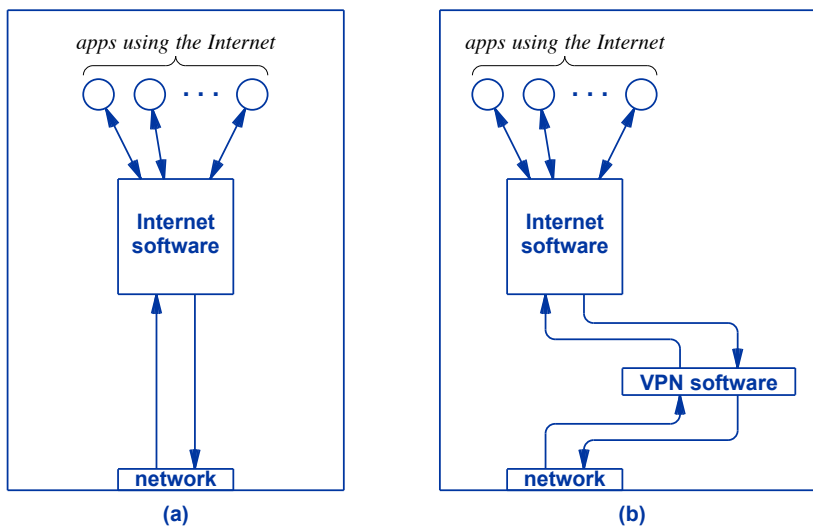 apps using the Internet
Internet
software
network
(a)
apps using the Internet
Internet
software
VPN software
network
(b)